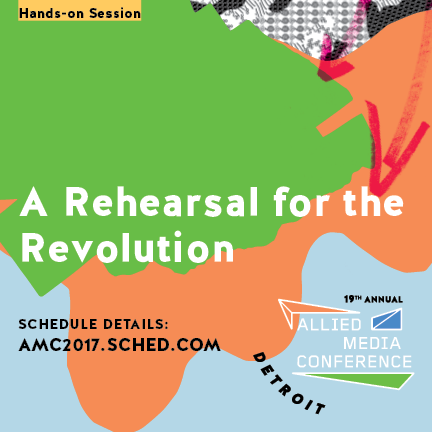 Hands-on Session
A Rehearsal for the
Revolution
SCHEDULE DETAILS:
AMC2017.SCHED.COM
19TH ANNUAL
ALLIED
MEDIA
CONFERENCE
DETROIT